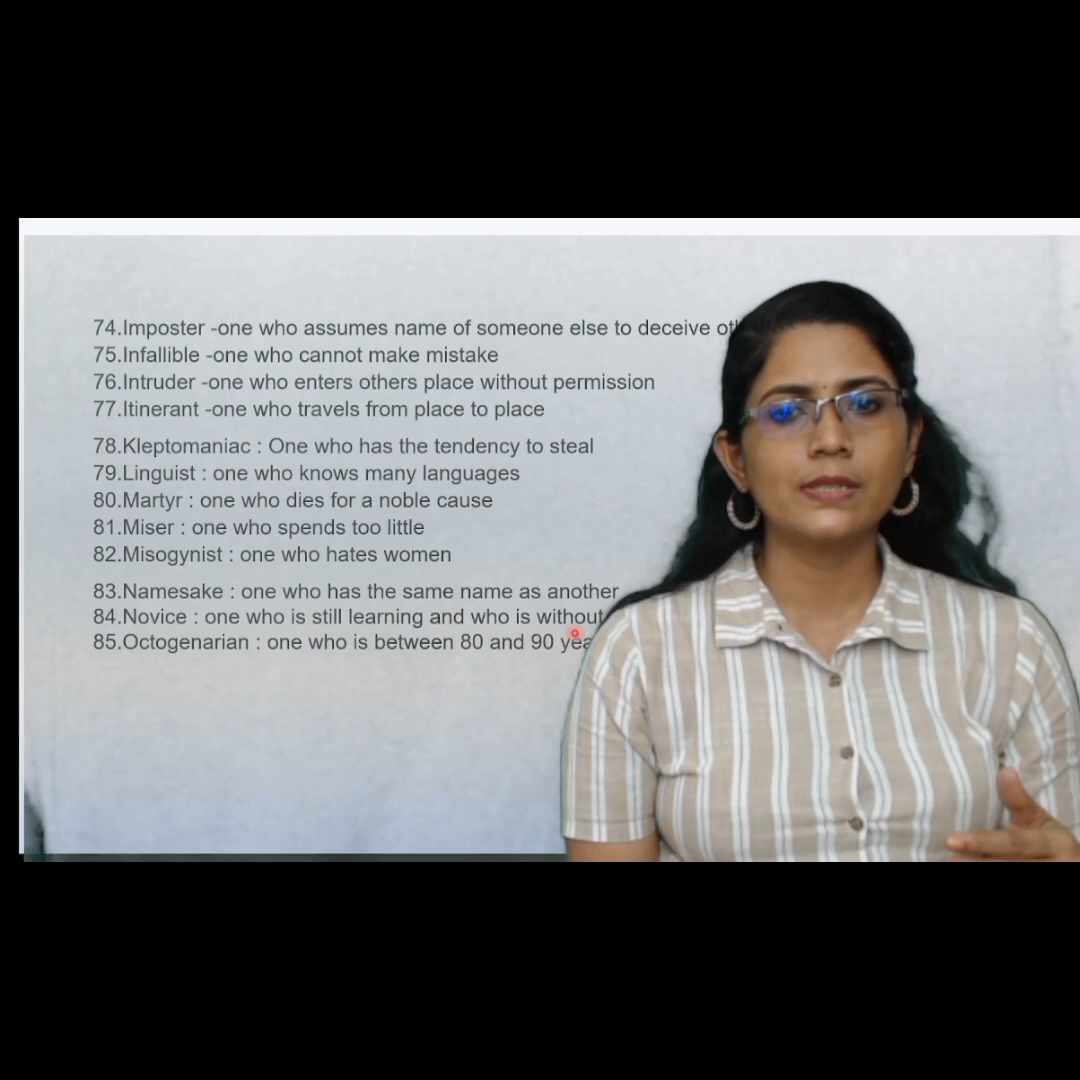 74.Imposter -one who assumes name of someone else to deceive
75.Infallible -one who cannot make mistake
76.Intruder -one who enters others place without permission
77.Itinerant -one who travels from place to place
78.Kleptomaniac : One who has the tendency to steal
79.Linguist : one who knows many languages
80.Martyr : one who dies for a noble cause
81.Miser : one who spends too little
82.Misogynist : one who hates women
83.Namesake : one who has the same name as another
84.Novice : one who is still learning and who is without
85.Octogenarian : one who is between 80 and 90